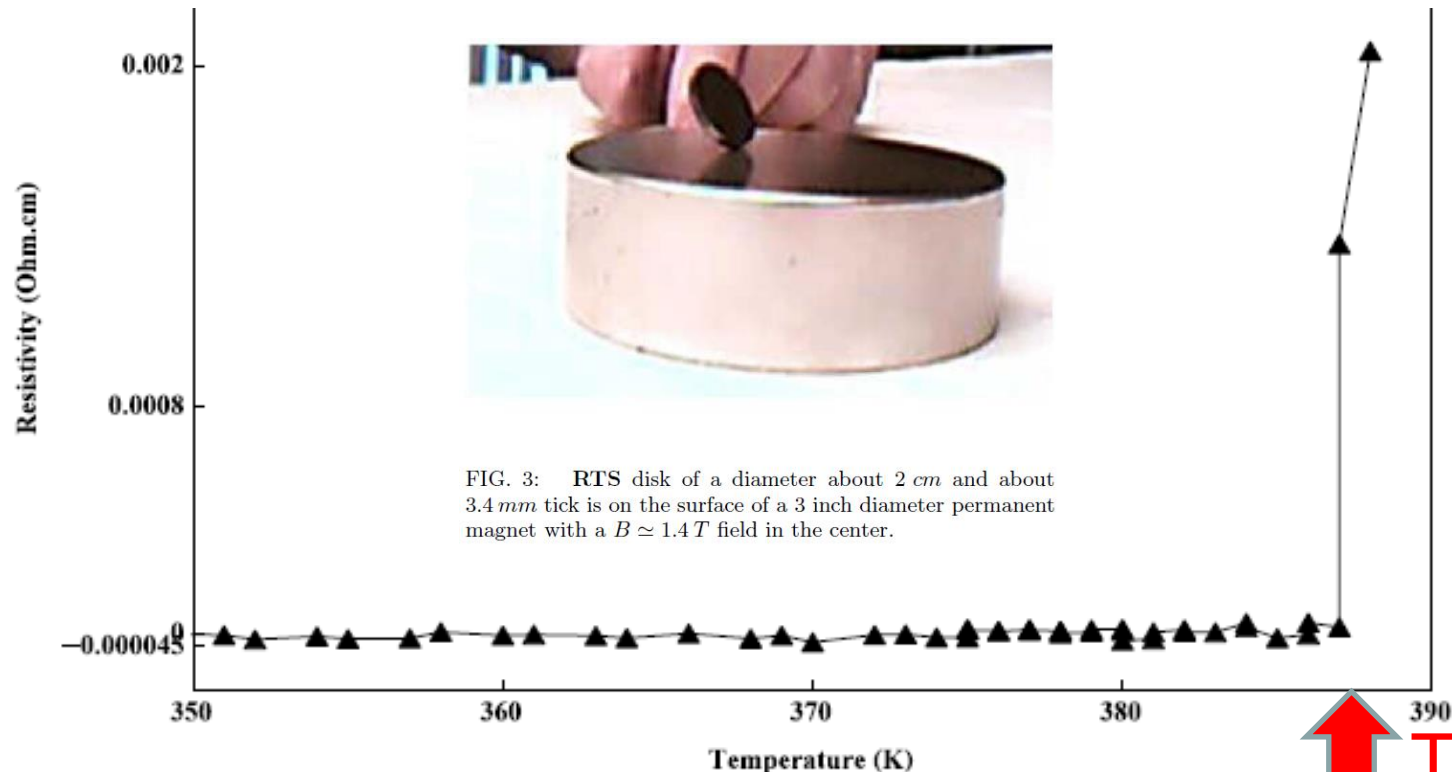 0.002
Resistivity (Ohm.cm)
0.0008
FIG. 3: RTS disk of a diameter about 2 cm and about
3.4 mm tick is on the surface of a 3 inch diameter permanent
magnet with a B ≃ 1.4 T field in the center.
0
−0.000045
350 360 370 380 390
Temperature (K)
T